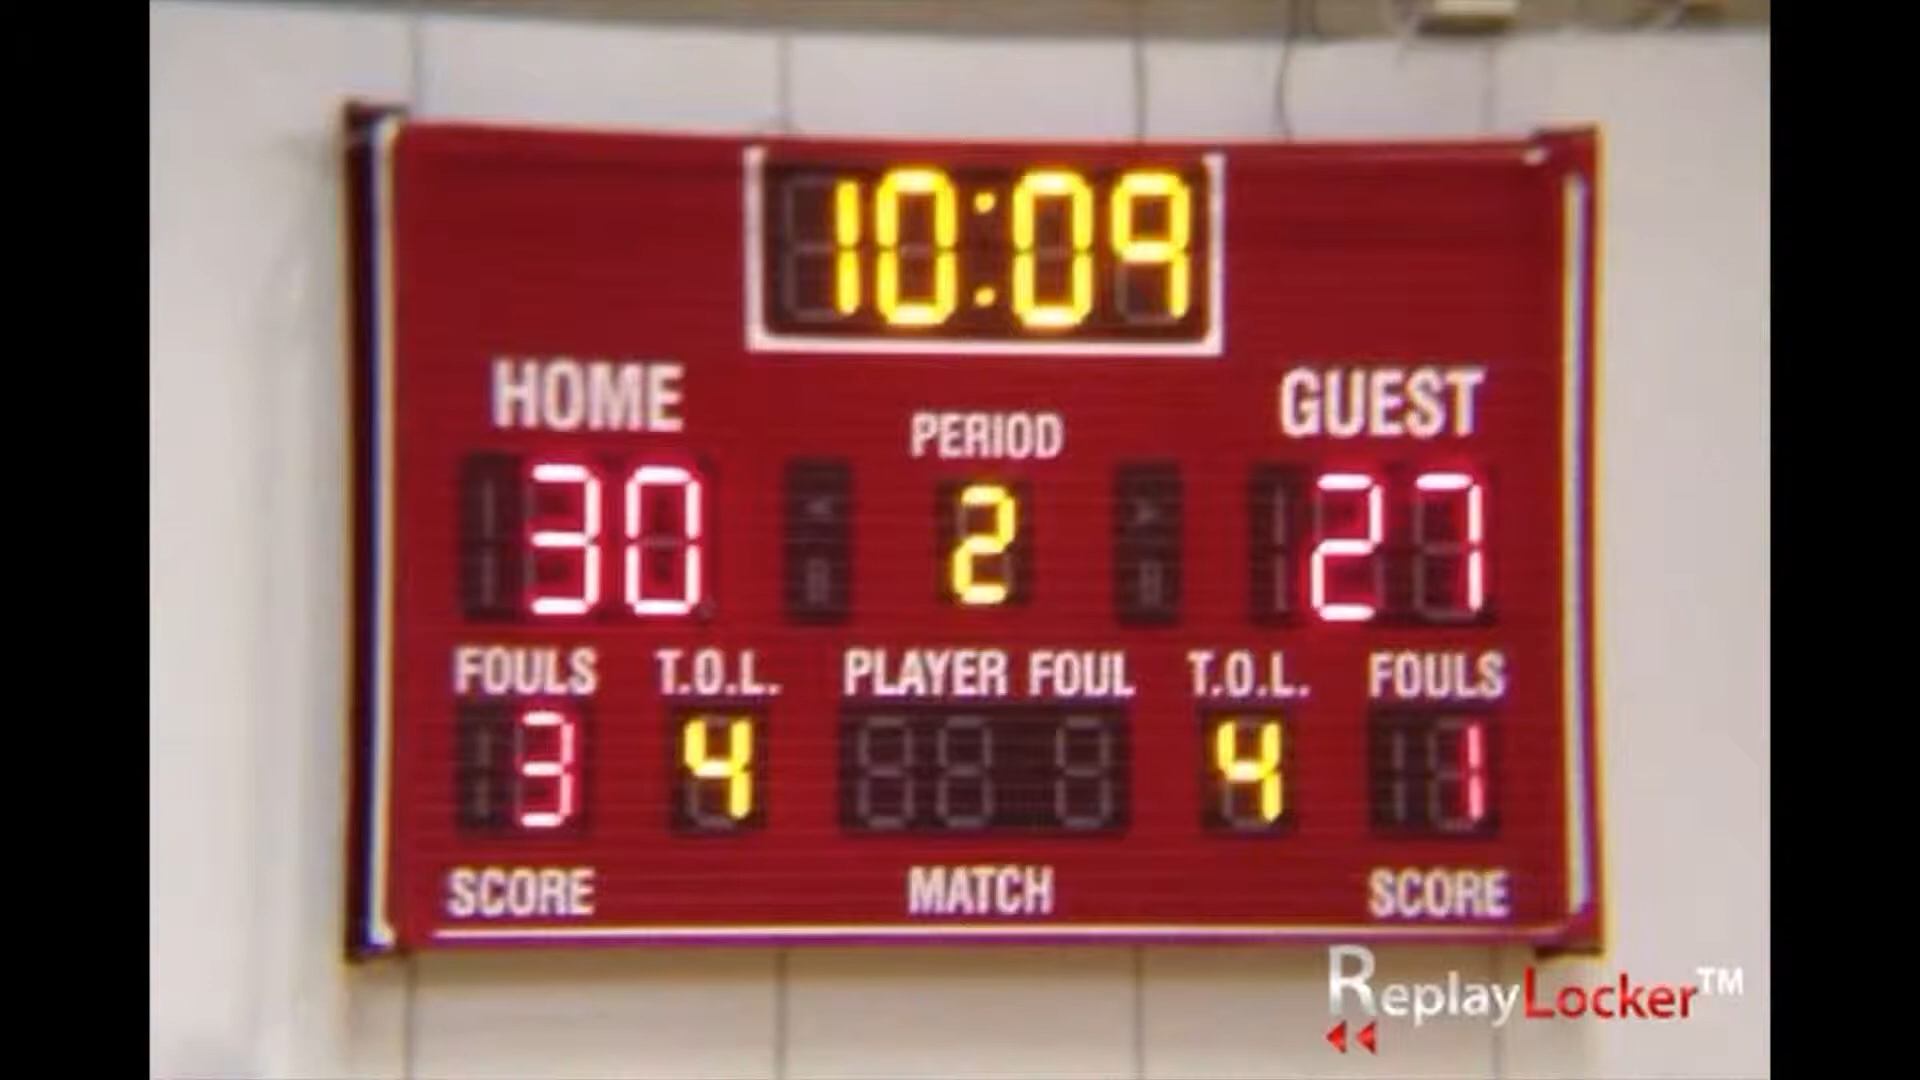 10:09
HOME
GUEST
PERIOD
30
2
27
FOULS T.O.L. PLAYER FOUL T.O.L. FOULS
3 4 4 1
SCORE MATCH SCORE
ReplayLocker™